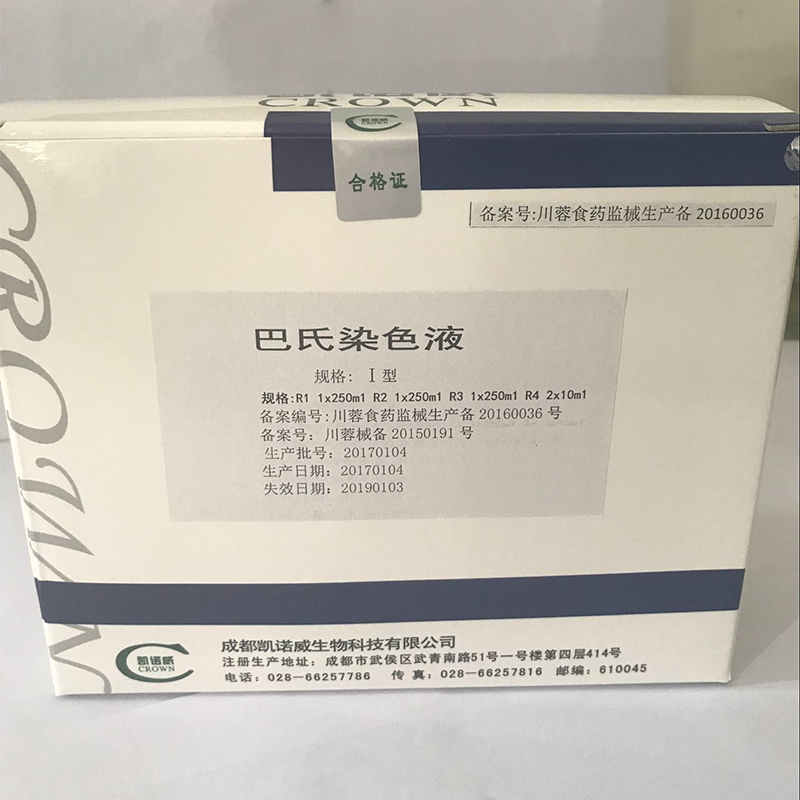 CROWN
凯诺威
CROWN
合格证
备案号:川蓉食药监械生产备 20160036
CROWN
巴氏染色液
规格: Ⅰ型
规格:R1 1x250ml R2 1x250ml R3 1x250ml R4 2x10ml
备案编号: 川蓉食药监械生产备 20160036 号
备案号: 川蓉械备 20150191 号
生产批号: 20170104
生产日期: 20170104
失效日期: 20190103
凯诺威
CROWN
成都凯诺威生物科技有限公司
注册生产地址: 成都市武侯区武青南路51号一号楼第四层414号
电话: 028-66257786 传 真:028-66257816 邮编: 610045